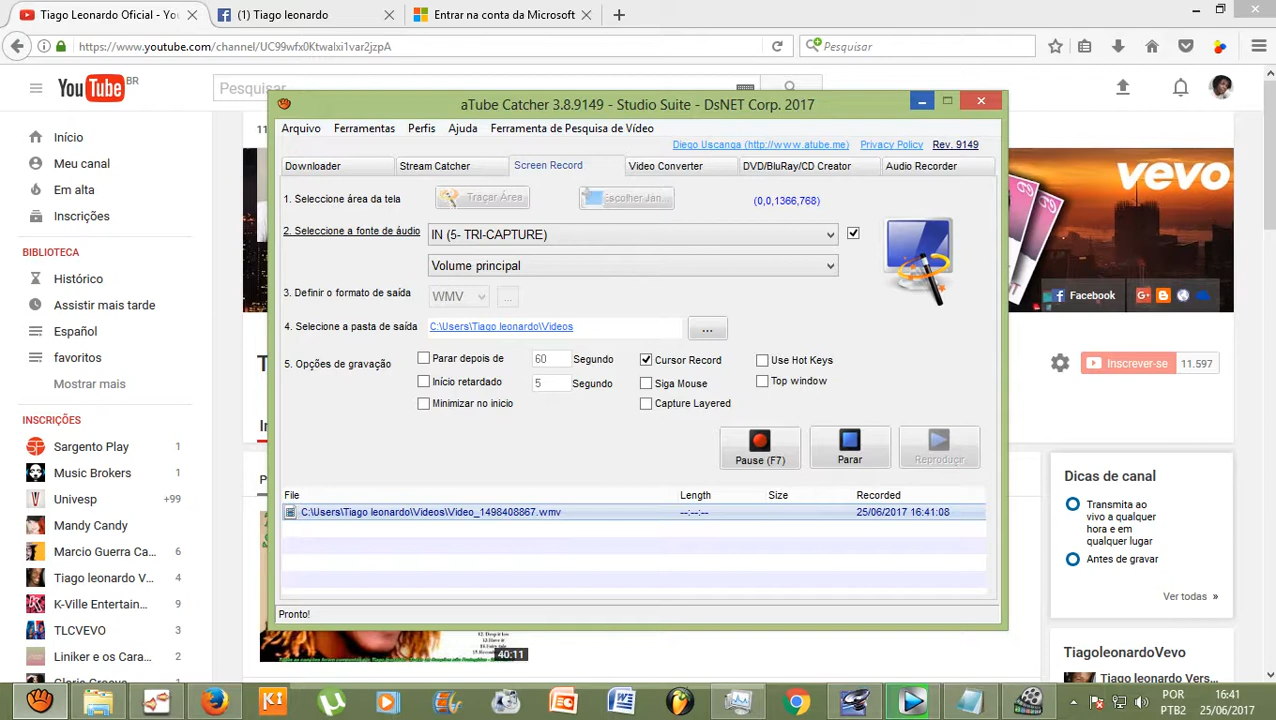 Tiago Leonardo Oficial - Yo
(1) Tiago leonardo
Entrar na conta da Microsoft
https://www.youtube.com/channel/UC99wfx0Ktwalxi1var2jzpA
Pesquisar
YouTube BR
Pesquisar
Início
Meu canal
Em alta
Inscrições
BIBLIOTECA
Histórico
Assistir mais tarde
Español
favoritos
Mostrar mais
INSCRIÇÕES
Sargento Play 1
Music Brokers 1
Univesp +99
Mandy Candy
Marcio Guerra Ca... 6
Tiago leonardo V... 4
K-Ville Entertain... 9
TLCVEVO 3
Liniker e os Cara... 2
aTube Catcher 3.8.9149 - Studio Suite - DsNET Corp. 2017
Arquivo Ferramentas Perfis Ajuda Ferramenta de Pesquisa de Vídeo
Diego Uscanga (http://www.atube.me) Privacy Policy Rev. 9149
Downloader Stream Catcher Screen Record Video Converter DVD/BluRay/CD Creator Audio Recorder
1. Seleccione área da tela Traçar Área Escolher Jan... (0,0,1366,768)
2. Seleccione a fonte de áudio IN (5- TRI-CAPTURE)
Volume principal
3. Definir o formato de saída WMV ...
4. Selecione a pasta de saída C:\Users\Tiago leonardo\Videos ...
5. Opções de gravação
Parar depois de 60 Segundo Cursor Record Use Hot Keys
Início retardado 5 Segundo Siga Mouse Top window
Minimizar no inicio Capture Layered
Pause (F7) Parar Reproduçir
File Length Size Recorded
C:\Users\Tiago leonardo\Videos\Video_1498408867.wmv --:--:-- 25/06/2017 16:41:08
Pronto!
40:11
vevo
Facebook
Inscrever-se 11.597
Dicas de canal
Transmita ao
vivo a qualquer
hora e em
qualquer lugar
Antes de gravar
Ver todas »
TiagoleonardoVevo
POR
PTB2
16:41
25/06/2017